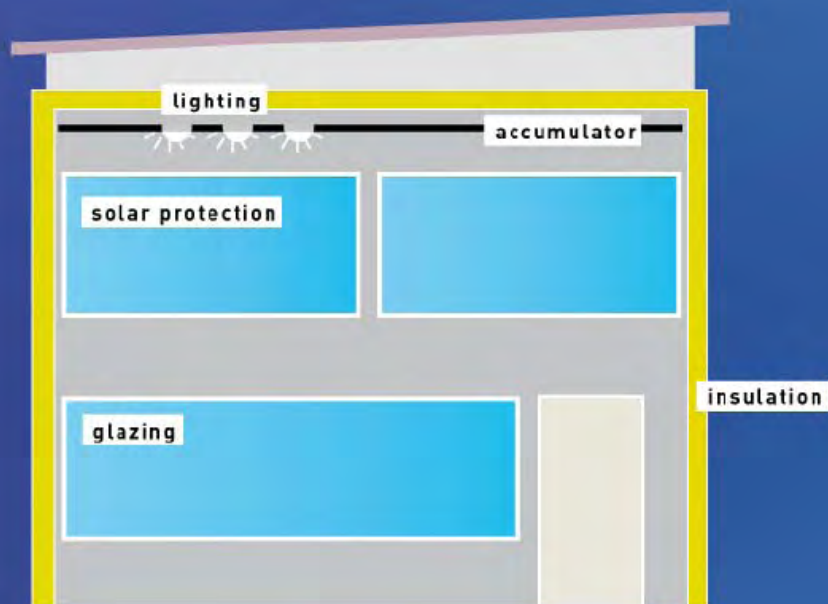 lighting
accumulator
solar protection
insulation
glazing